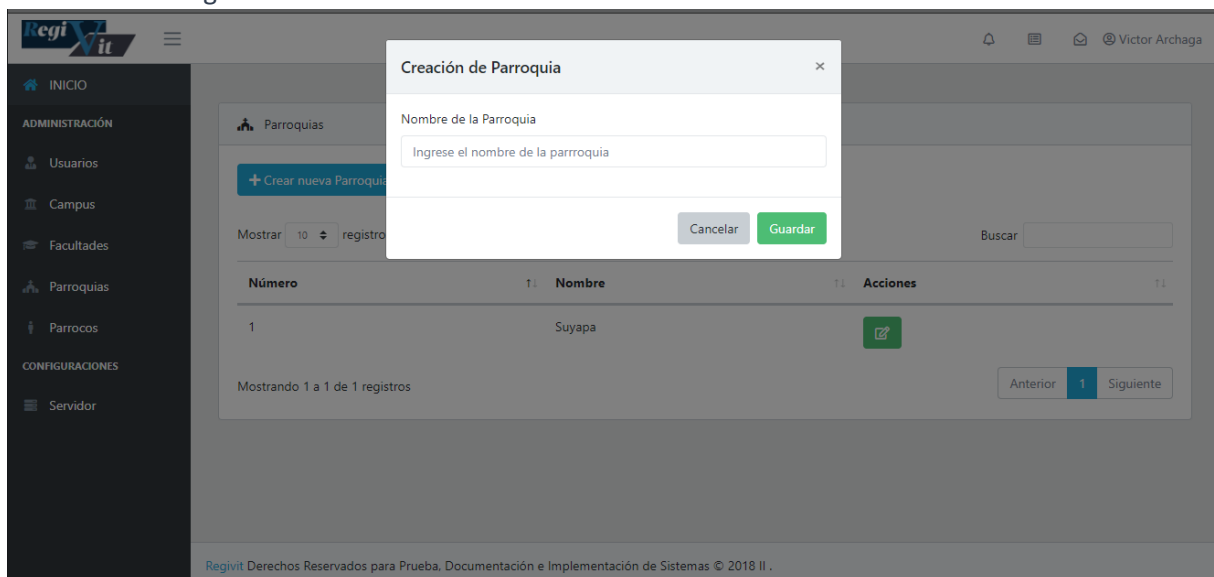 Regi
Vit
Victor Archaga
Creación de Parroquia
×
INICIO
ADMINISTRACIÓN
Parroquias
Nombre de la Parroquia
Ingrese el nombre de la parrroquia
Usuarios
+ Crear nueva Parroquia
Campus
Cancelar
Guardar
Mostrar 10 registro
Buscar
Facultades
Número
Nombre
Acciones
Parroquias
1
Suyapa
Parrocos
CONFIGURACIONES
Mostrando 1 a 1 de 1 registros
Anterior 1 Siguiente
Servidor
Regivit Derechos Reservados para Prueba, Documentación e Implementación de Sistemas © 2018 II .